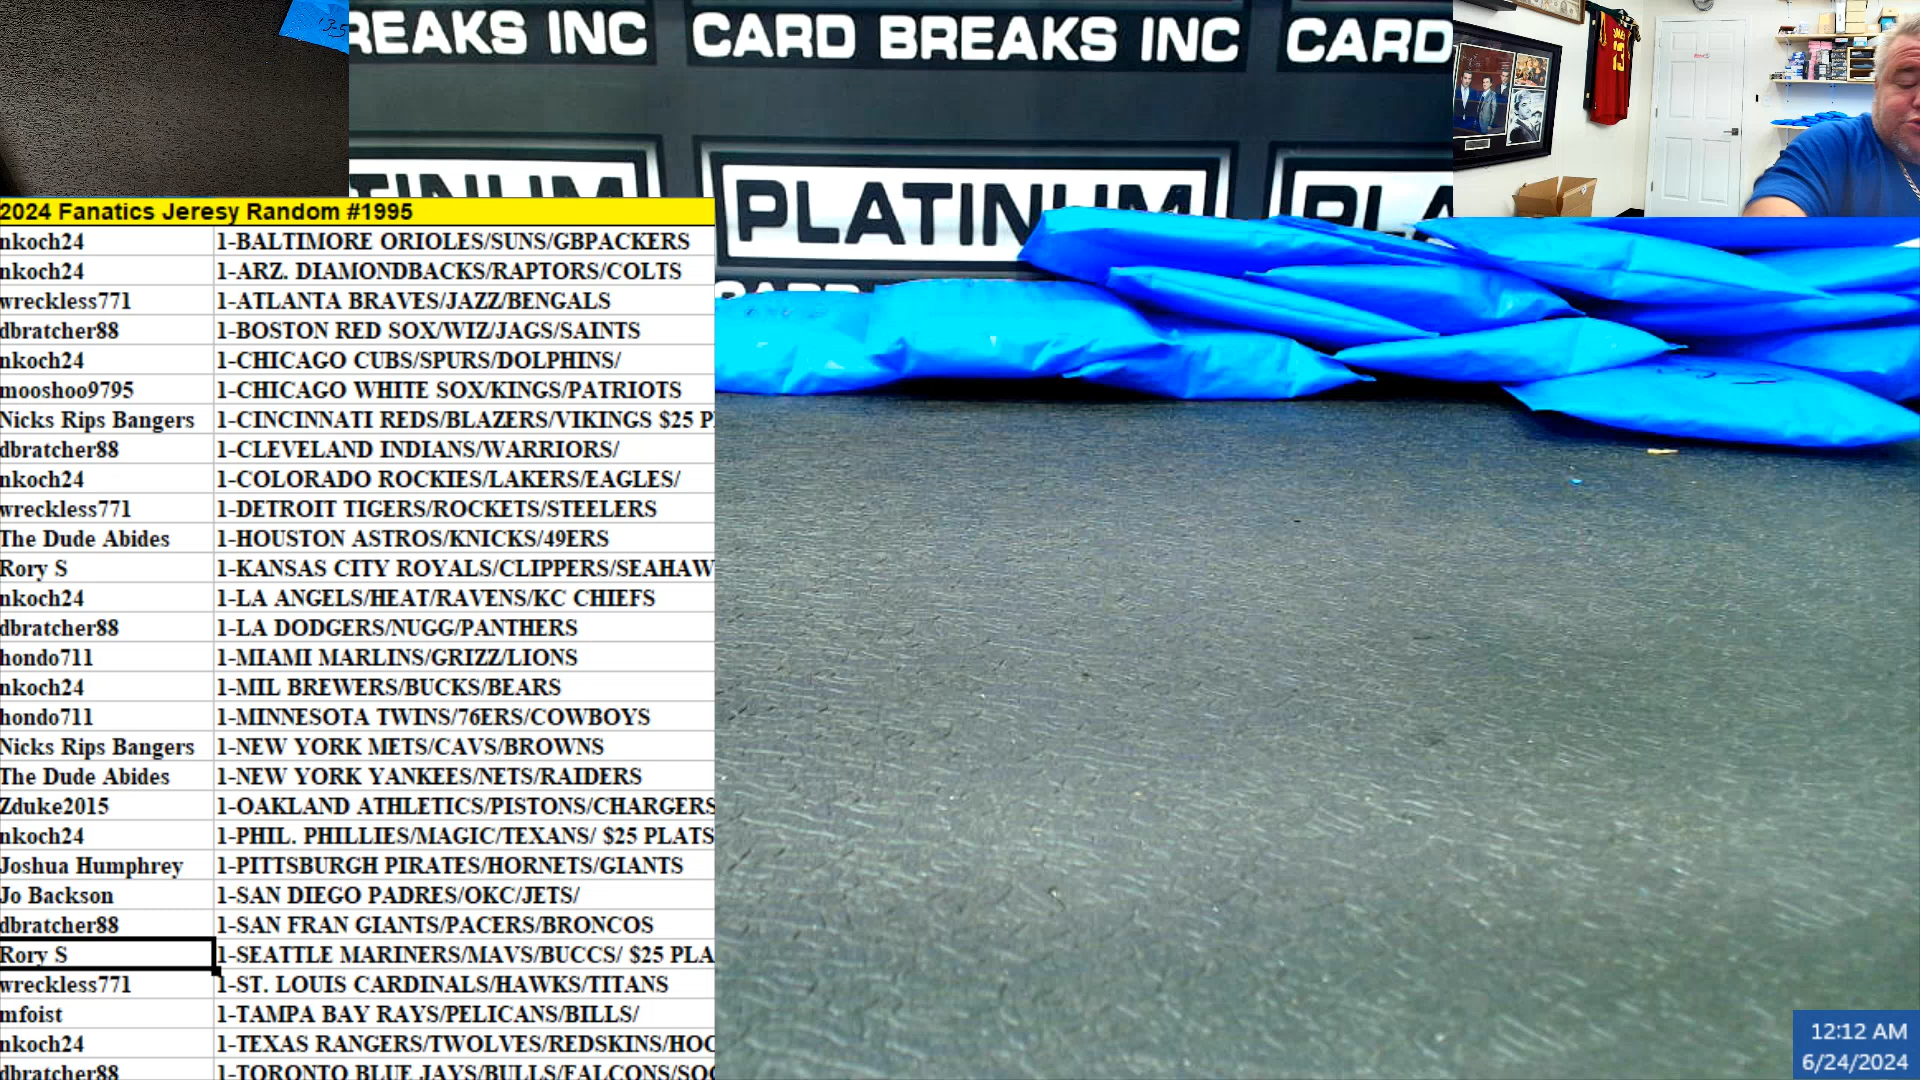 REAKS INC CARD BREAKS INC CARD
PLATINUM PLA
2024 Fanatics Jeresy Random #1995
nkoch24 1-BALTIMORE ORIOLES/SUNS/GBPACKERS
nkoch24 1-ARZ. DIAMONDBACKS/RAPTORS/COLTS
wreckless771 1-ATLANTA BRAVES/JAZZ/BENGALS
dbratcher88 1-BOSTON RED SOX/WIZ/JAGS/SAINTS
nkoch24 1-CHICAGO CUBS/SPURS/DOLPHINS/
mooshoo9795 1-CHICAGO WHITE SOX/KINGS/PATRIOTS
Nicks Rips Bangers 1-CINCINNATI REDS/BLAZERS/VIKINGS $25 P
dbratcher88 1-CLEVELAND INDIANS/WARRIORS/
nkoch24 1-COLORADO ROCKIES/LAKERS/EAGLES/
wreckless771 1-DETROIT TIGERS/ROCKETS/STEELERS
The Dude Abides 1-HOUSTON ASTROS/KNICKS/49ERS
Rory S 1-KANSAS CITY ROYALS/CLIPPERS/SEAHAW
nkoch24 1-LA ANGELS/HEAT/RAVENS/KC CHIEFS
dbratcher88 1-LA DODGERS/NUGG/PANTHERS
hondo711 1-MIAMI MARLINS/GRIZZ/LIONS
nkoch24 1-MIL BREWERS/BUCKS/BEARS
hondo711 1-MINNESOTA TWINS/76ERS/COWBOYS
Nicks Rips Bangers 1-NEW YORK METS/CAVS/BROWNS
The Dude Abides 1-NEW YORK YANKEES/NETS/RAIDERS
Zduke2015 1-OAKLAND ATHLETICS/PISTONS/CHARGERS
nkoch24 1-PHIL. PHILLIES/MAGIC/TEXANS/ $25 PLATS
Joshua Humphrey 1-PITTSBURGH PIRATES/HORNETS/GIANTS
Jo Backson 1-SAN DIEGO PADRES/OKC/JETS/
dbratcher88 1-SAN FRAN GIANTS/PACERS/BRONCOS
Rory S 1-SEATTLE MARINERS/MAVS/BUCCS/ $25 PLA
wreckless771 1-ST. LOUIS CARDINALS/HAWKS/TITANS
mfoist 1-TAMPA BAY RAYS/PELICANS/BILLS/
nkoch24 1-TEXAS RANGERS/TWOLVES/REDSKINS/HOC
dbratcher88 1-TORONTO BLUE JAYS/BULLS/FALCONS/SOC
12:12 AM
6/24/2024